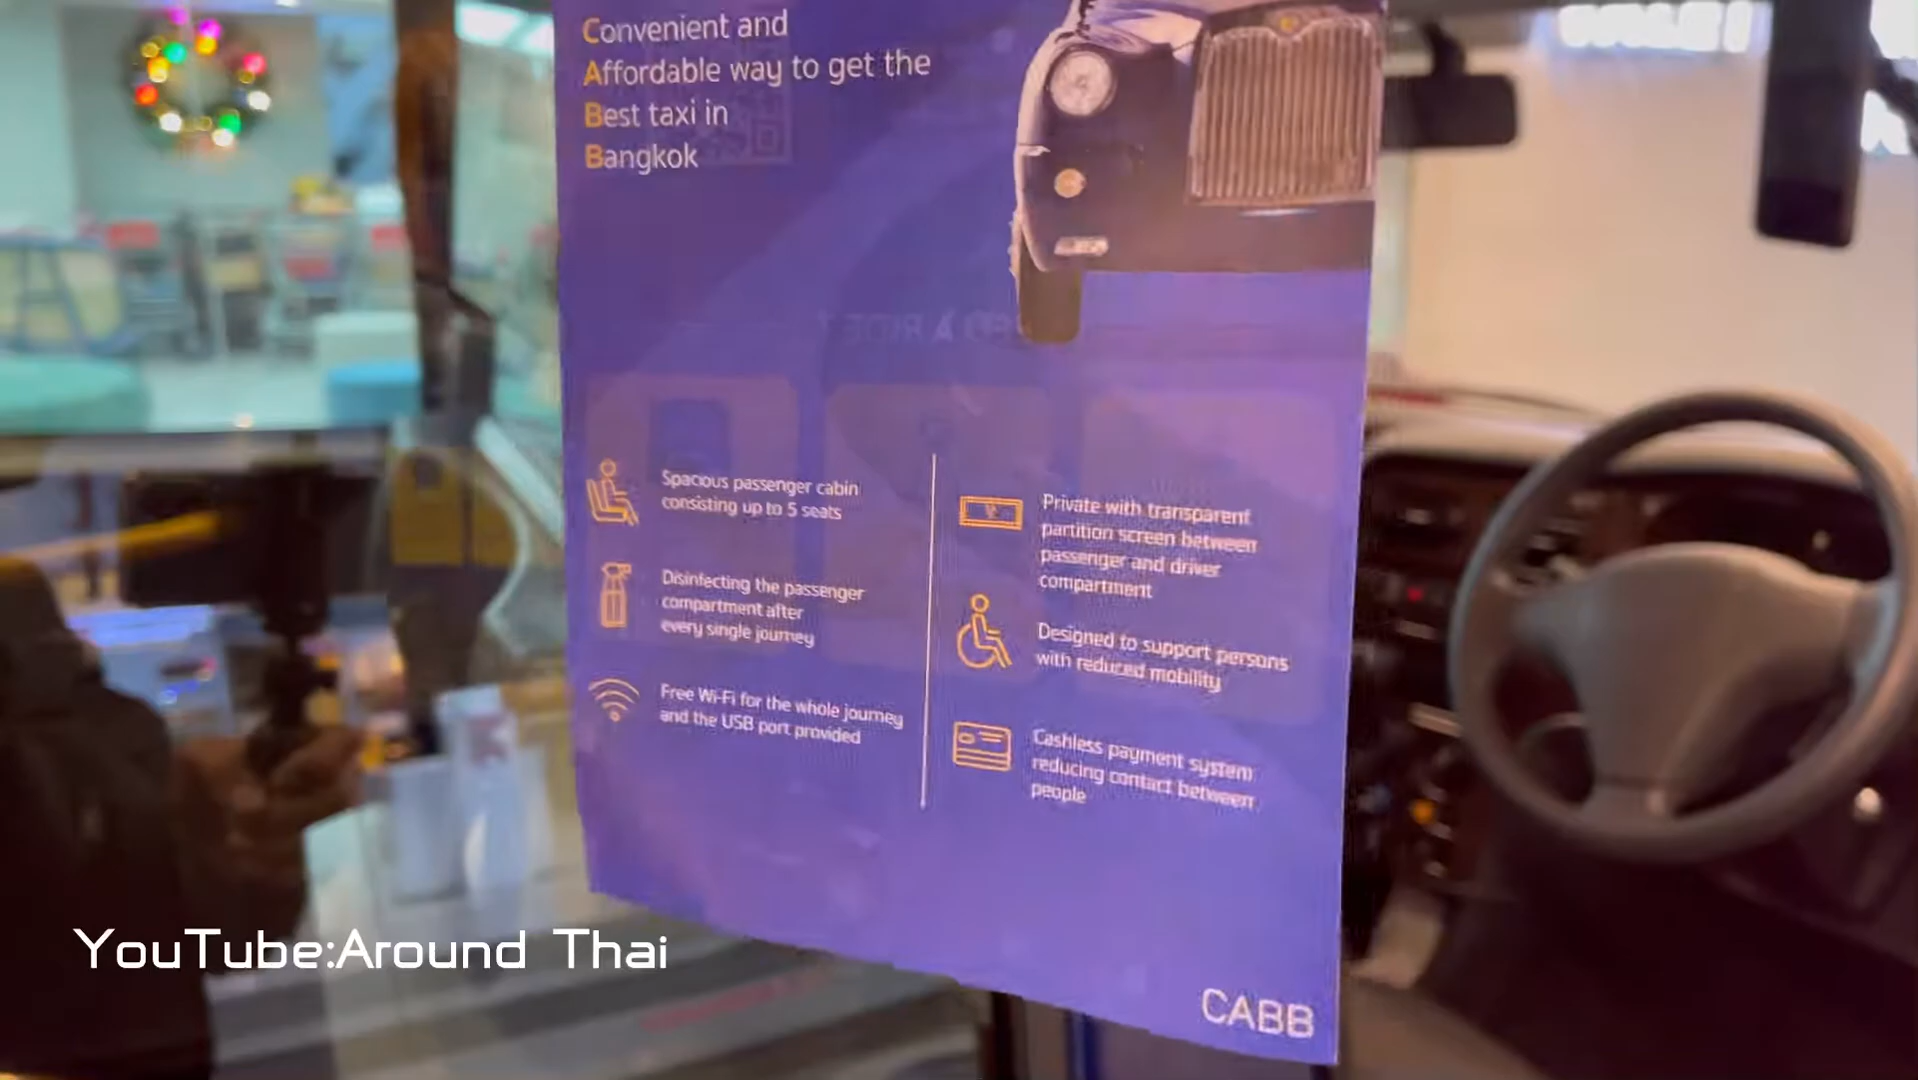 Convenient and
Affordable way to get the
Best taxi in
Bangkok
Spacious passenger cabin
consisting up to 5 seats
Disinfecting the passenger
compartment after
every single journey
Free Wi-Fi for the whole journey
and the USB port provided
Private with transparent
partition screen between
passenger and driver
compartment
Designed to support persons
with reduced mobility
Cashless payment system
reducing contact between
people
CABB
YouTube:Around Thai